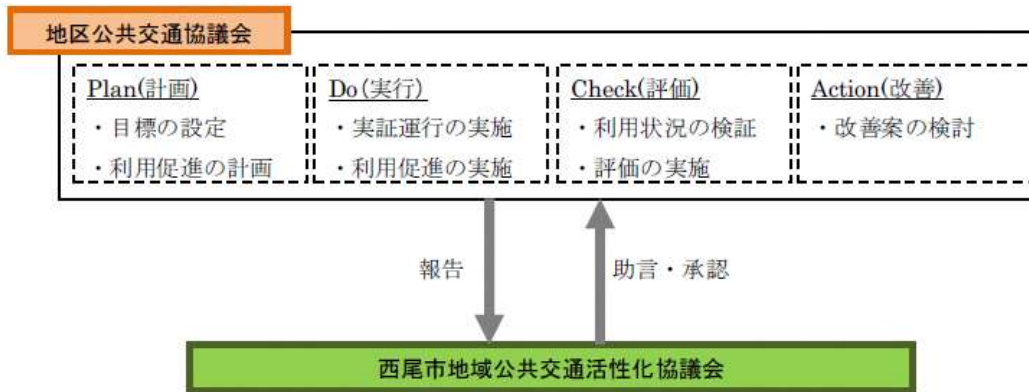 地区公共交通協議会
Plan(計画)
・目標の設定
・利用促進の計画
Do(実行)
・実証運行の実施
・利用促進の実施
Check(評価)
・利用状況の検証
・評価の実施
Action(改善)
・改善案の検討
報告
助言・承認
西尾市地域公共交通活性化協議会